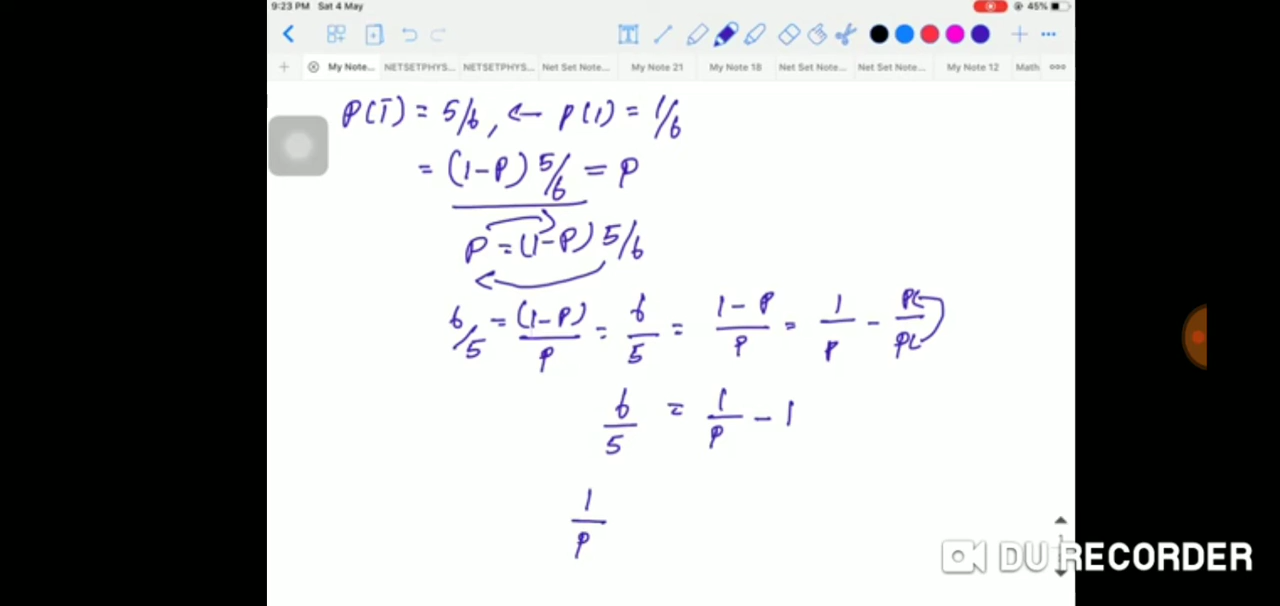 9:23 PM Sat 4 May 45%
My Note... NETSETPHYS... NETSETPHYS... Net Set Note... My Note 21 My Note 18 Net Set Note... Net Set Note... My Note 12 Math
P(1̄) = 5/6, ← P(1) = 1/6
= (1-P) 5/6 = P
P = (1-P) 5/6
6/5 = (1-P)/P = 6/5 = 1-P/P = 1/P -
6/5 = 1/P - 1
1/P
DU RECORDER